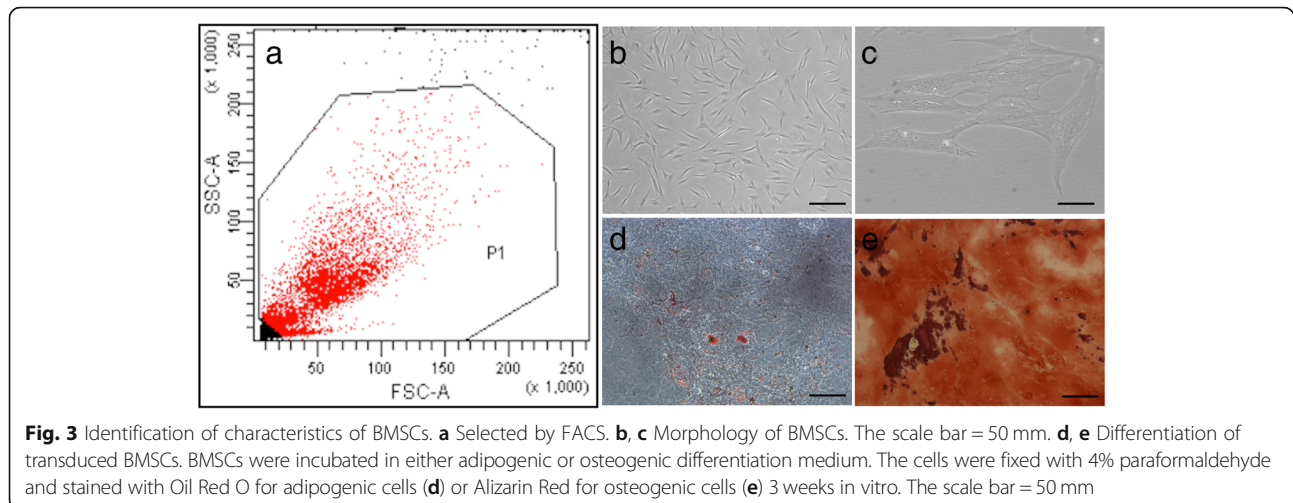 a
250
(x 1,000)
200
150
SSC-A
100
50
P1
50 100 150 200 250
FSC-A
(x 1,000)
b
c
d
e
Fig. 3 Identification of characteristics of BMSCs. a Selected by FACS. b, c Morphology of BMSCs. The scale bar = 50 mm. d, e Differentiation of
transduced BMSCs. BMSCs were incubated in either adipogenic or osteogenic differentiation medium. The cells were fixed with 4% paraformaldehyde
and stained with Oil Red O for adipogenic cells (d) or Alizarin Red for osteogenic cells (e) 3 weeks in vitro. The scale bar = 50 mm